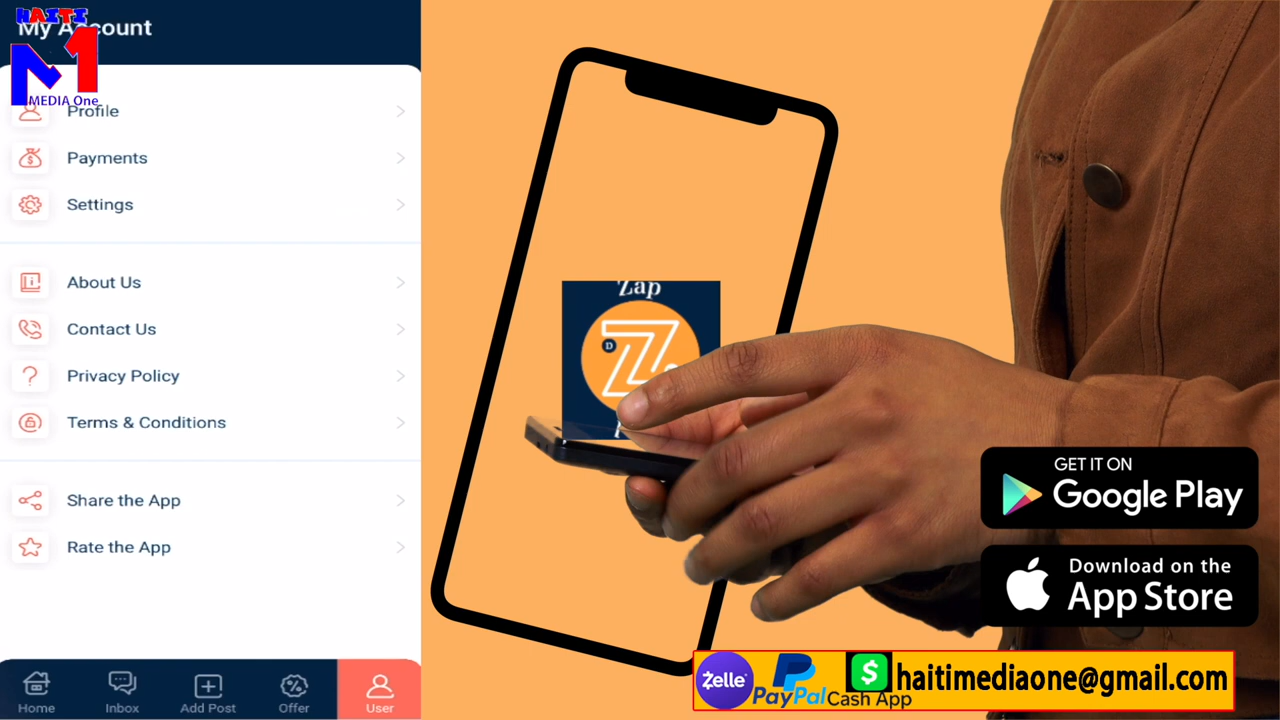 HAITI
My Account
M1
MEDIA One
Profile
Payments
Settings
About Us
Contact Us
Privacy Policy
Terms & Conditions
Share the App
Rate the App
Home
Inbox
Add Post
Offer
User
Zap
D
Z
GET IT ON
Google Play
Download on the
App Store
Zelle
PayPal
$
Cash App
haitimediaone@gmail.com